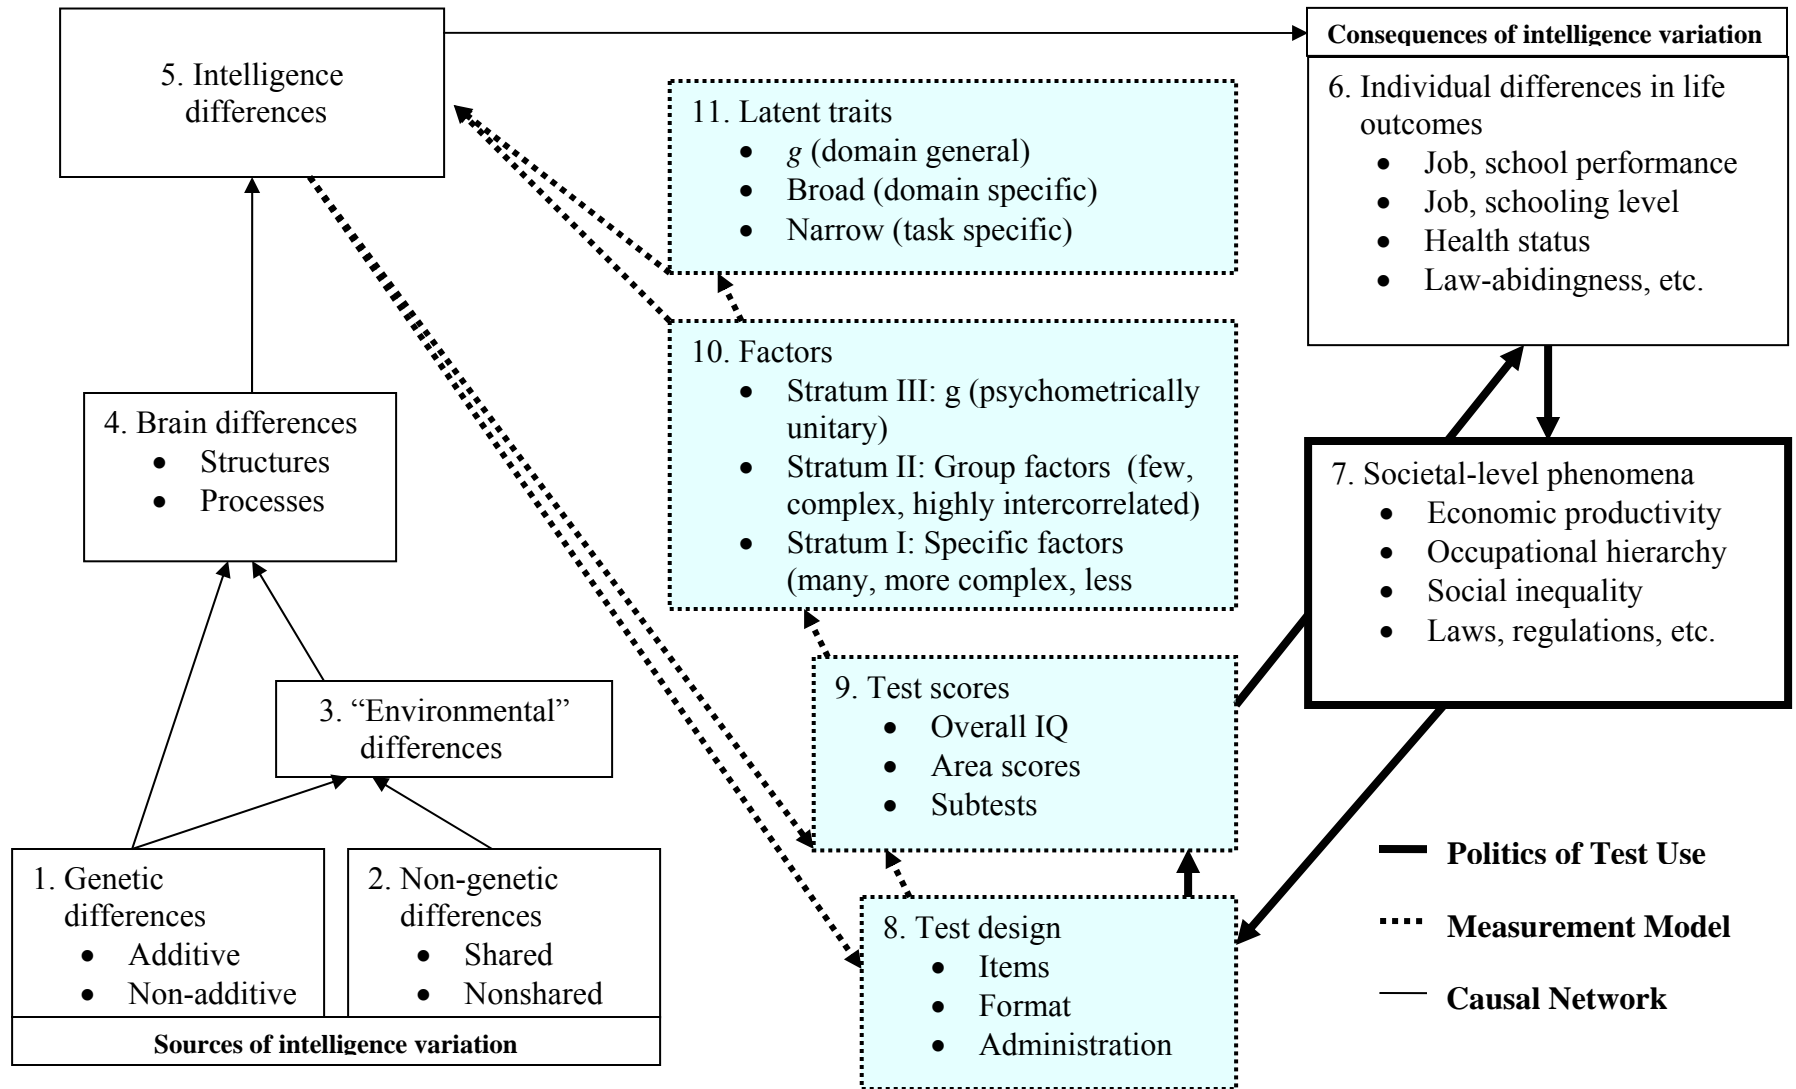 5. Intelligence
differences
Consequences of intelligence variation
6. Individual differences in life
outcomes
• Job, school performance
• Job, schooling level
• Health status
• Law-abidingness, etc.
11. Latent traits
• g (domain general)
• Broad (domain specific)
• Narrow (task specific)
10. Factors
• Stratum III: g (psychometrically
unitary)
• Stratum II: Group factors (few,
complex, highly intercorrelated)
• Stratum I: Specific factors
(many, more complex, less
4. Brain differences
• Structures
• Processes
7. Societal-level phenomena
• Economic productivity
• Occupational hierarchy
• Social inequality
• Laws, regulations, etc.
3. “Environmental”
differences
9. Test scores
• Overall IQ
• Area scores
• Subtests
1. Genetic
differences
• Additive
• Non-additive
2. Non-genetic
differences
• Shared
• Nonshared
Sources of intelligence variation
8. Test design
• Items
• Format
• Administration
Politics of Test Use
Measurement Model
Causal Network